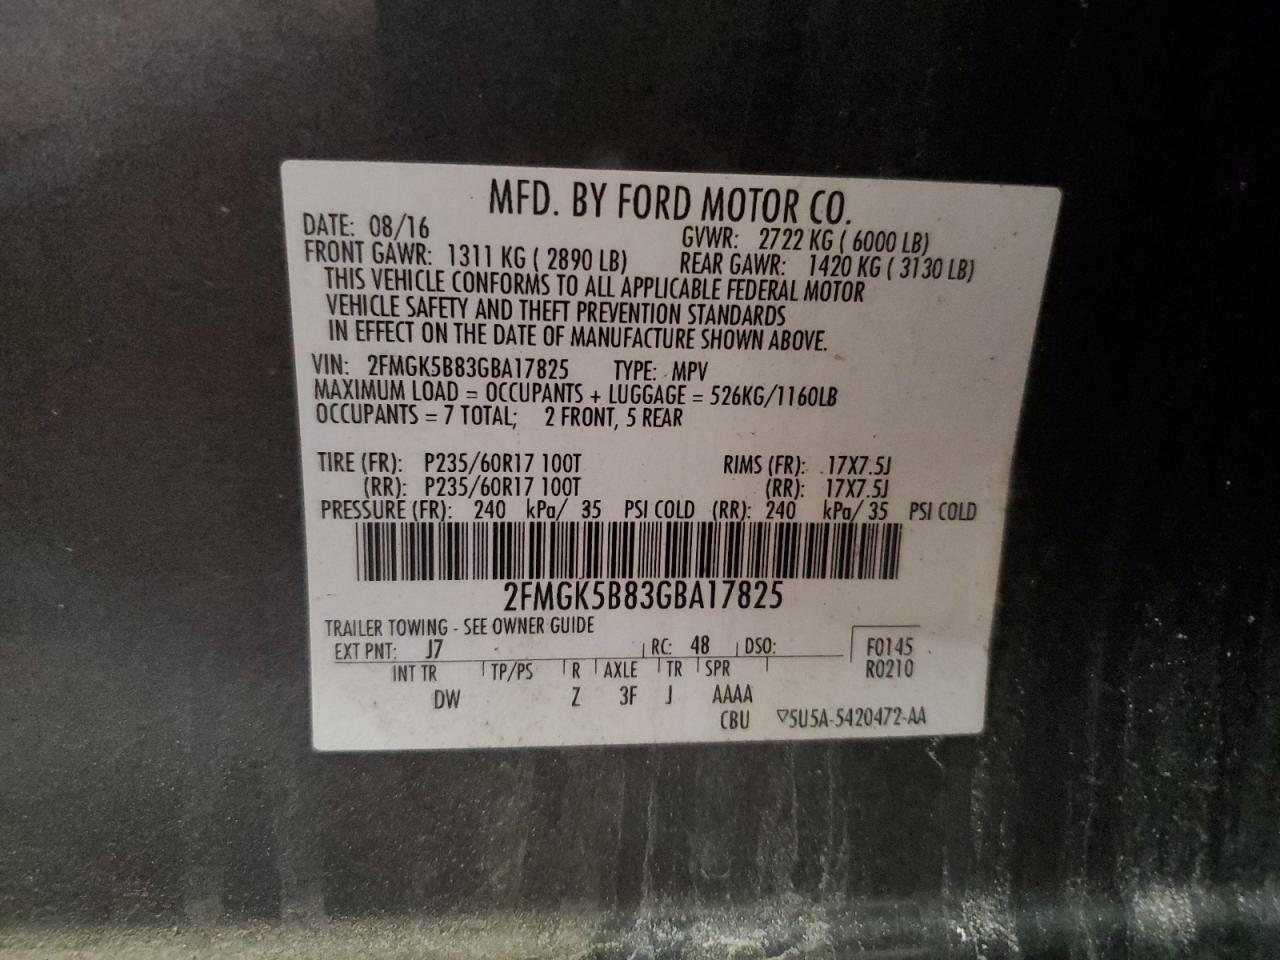 MFD. BY FORD MOTOR CO.
DATE: 08/16 GVWR: 2722 KG ( 6000 LB)
FRONT GAWR: 1311 KG ( 2890 LB) REAR GAWR: 1420 KG ( 3130 LB)
THIS VEHICLE CONFORMS TO ALL APPLICABLE FEDERAL MOTOR
VEHICLE SAFETY AND THEFT PREVENTION STANDARDS
IN EFFECT ON THE DATE OF MANUFACTURE SHOWN ABOVE.
VIN: 2FMGK5B83GBA17825 TYPE: MPV
MAXIMUM LOAD = OCCUPANTS + LUGGAGE = 526KG/1160LB
OCCUPANTS = 7 TOTAL; 2 FRONT, 5 REAR
TIRE (FR): P235/60R17 100T RIMS (FR): 17X7.5J
(RR): P235/60R17 100T (RR): 17X7.5J
PRESSURE (FR): 240 kPa/ 35 PSI COLD (RR): 240 kPa/ 35 PSI COLD
2FMGK5B83GBA17825
TRAILER TOWING - SEE OWNER GUIDE
EXT PNT: J7 RC: 48 DSO: F0145
INT TR TP/PS R AXLE TR SPR R0210
DW Z 3F J AAAA
CBU ▽5U5A-5420472-AA